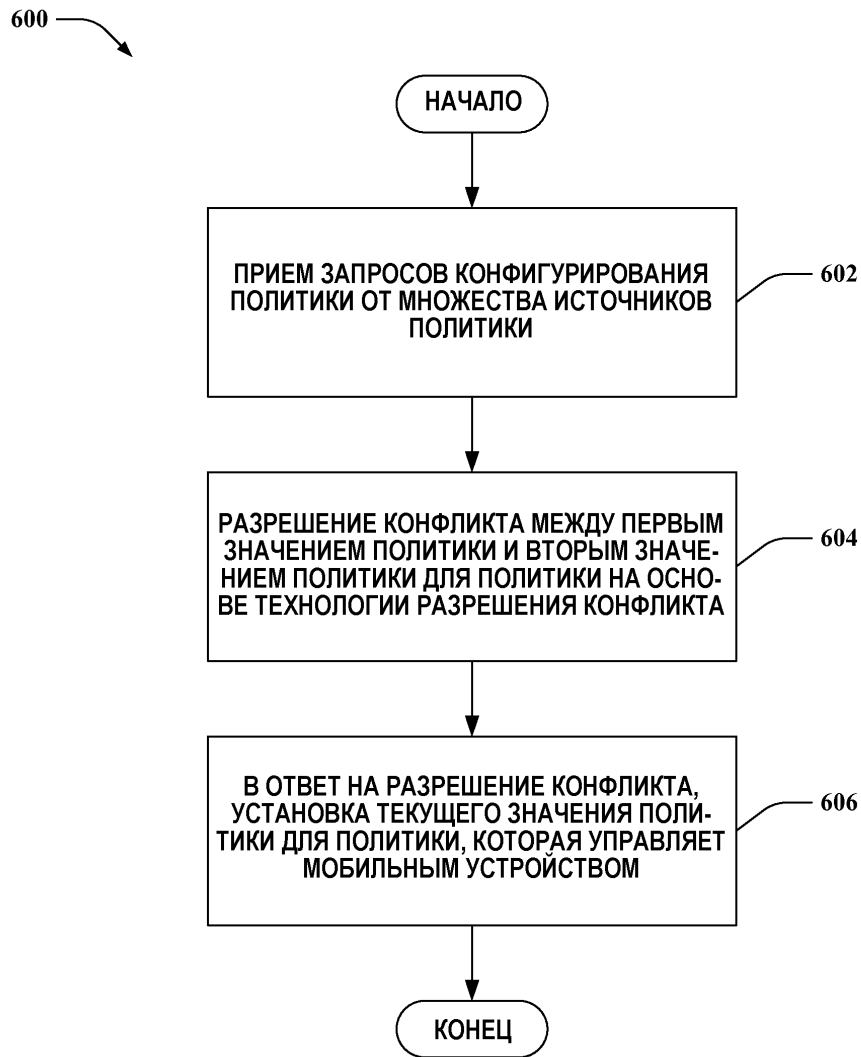 600
НАЧАЛО
ПРИЕМ ЗАПРОСОВ КОНФИГУРИРОВАНИЯ
ПОЛИТИКИ ОТ МНОЖЕСТВА ИСТОЧНИКОВ
ПОЛИТИКИ
602
РАЗРЕШЕНИЕ КОНФЛИКТА МЕЖДУ ПЕРВЫМ
ЗНАЧЕНИЕМ ПОЛИТИКИ И ВТОРЫМ ЗНАЧЕ-
НИЕМ ПОЛИТИКИ ДЛЯ ПОЛИТИКИ НА ОСНО-
ВЕ ТЕХНОЛОГИИ РАЗРЕШЕНИЯ КОНФЛИКТА
604
В ОТВЕТ НА РАЗРЕШЕНИЕ КОНФЛИКТА,
УСТАНОВКА ТЕКУЩЕГО ЗНАЧЕНИЯ ПОЛИ-
ТИКИ ДЛЯ ПОЛИТИКИ, КОТОРАЯ УПРАВЛЯЕТ
МОБИЛЬНЫМ УСТРОЙСТВОМ
606
КОНЕЦ